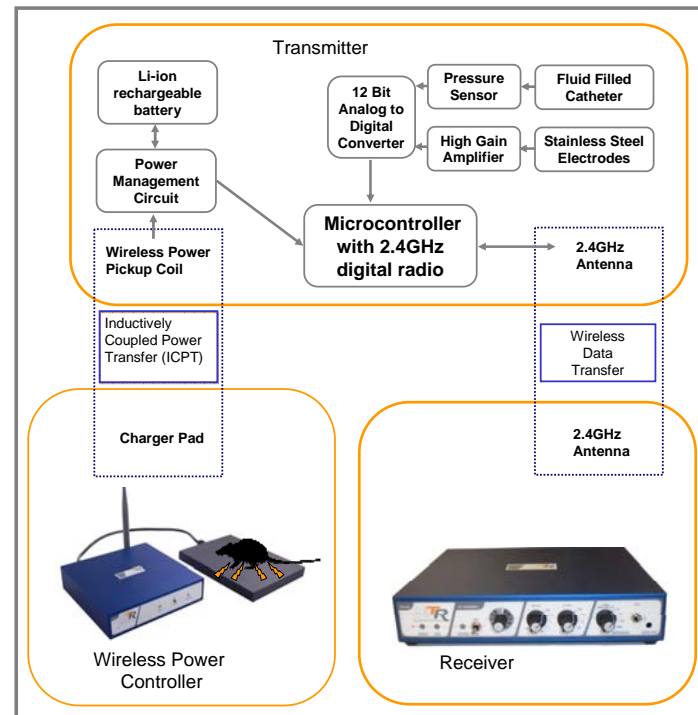 Transmitter
Li-ion
rechargeable
battery
12 Bit
Analog to
Digital
Converter
Pressure
Sensor
Fluid Filled
Catheter
High Gain
Amplifier
Stainless Steel
Electrodes
Power
Management
Circuit
Microcontroller
with 2.4GHz
digital radio
Wireless Power
Pickup Coil
2.4GHz
Antenna
Inductively
Coupled Power
Transfer (ICPT)
Wireless
Data
Transfer
Charger Pad
2.4GHz
Antenna
TR
TR
Wireless Power
Controller
Receiver